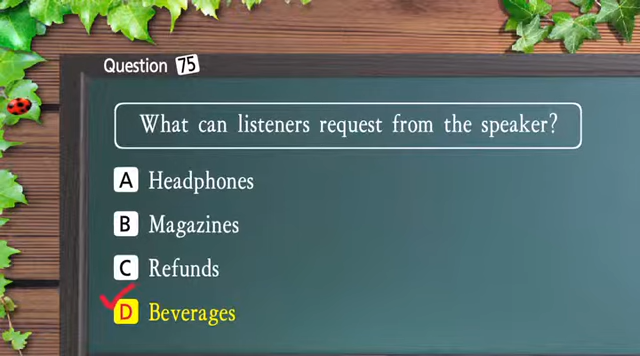 Question 75
What can listeners request from the speaker?
A Headphones
B Magazines
C Refunds
D Beverages